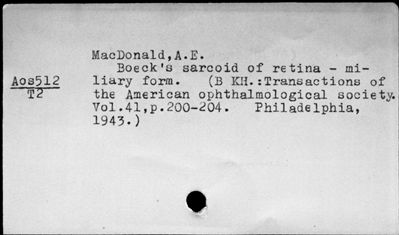 MacDonald,A.E.
Boeck's sarcoid of retina - mi-
Aos512
T2
liary form. (B KH.:Transactions of
the American ophthalmological society.
Vol.41,p.200-204. Philadelphia,
1943.)